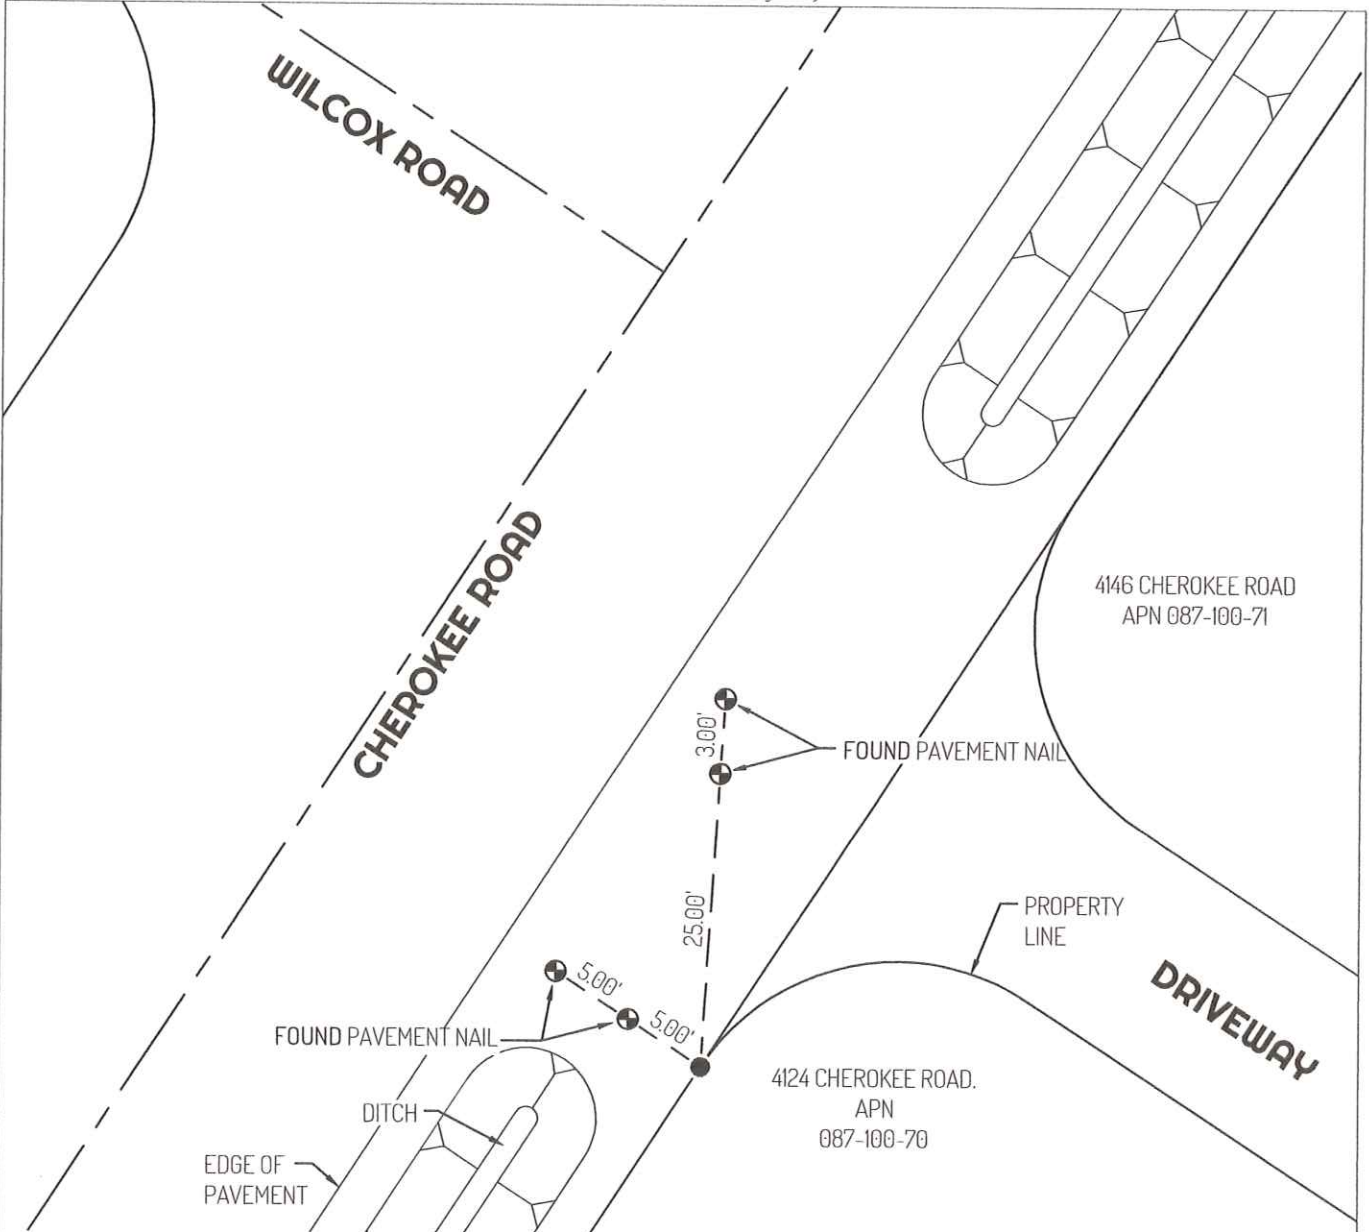 WILCOX ROAD
CHEROKEE ROAD
4146 CHEROKEE ROAD
APN 087-100-71
3.00'
FOUND PAVEMENT NAIL
25.00'
PROPERTY
LINE
DRIVEWAY
5.00'
5.00'
FOUND PAVEMENT NAIL
4124 CHEROKEE ROAD.
APN
087-100-70
DITCH
EDGE OF
PAVEMENT